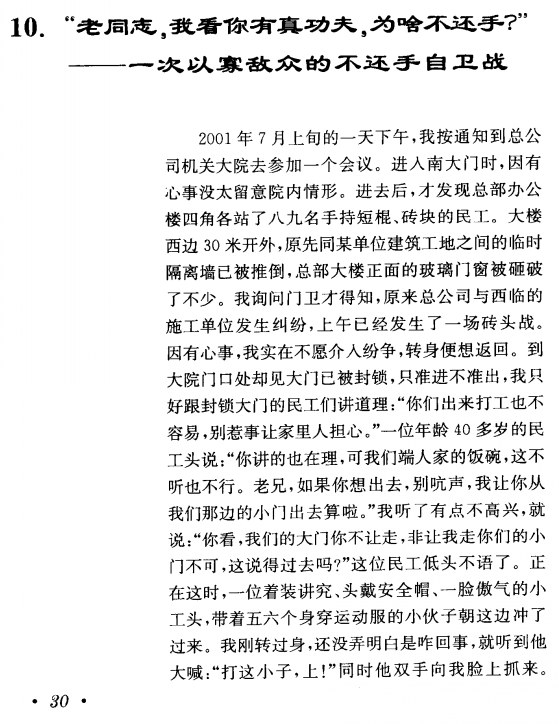 10. “老同志,我看你有真功夫,为啥不还手?”
——一次以寡敌众的不还手自卫战
2001 年 7 月上旬的一天下午,我按通知到总公
司机关大院去参加一个会议。进入南大门时,因有
心事没太留意院内情形。进去后,才发现总部办公
楼四角各站了八九名手持短棍、砖块的民工。大楼
西边 30 米开外,原先同某单位建筑工地之间的临时
隔离墙已被推倒,总部大楼正面的玻璃门窗被砸破
了不少。我询问门卫才得知,原来总公司与西临的
施工单位发生纠纷,上午已经发生了一场砖头战。
因有心事,我实在不愿介人纷争,转身便想返回。到
大院门口处却见大门已被封锁,只准进不准出,我只
好跟封锁大门的民工们讲道理:“你们出来打工也不
容易,别惹事让家里人担心。”一位年龄 40 多岁的民
工头说:“你讲的也在理,可我们端人家的饭碗,这不
听也不行。老兄,如果你想出去,别吭声,我让你从
我们那边的小门出去算啦。”我听了有点不高兴,就
说:“你看,我们的大门你不让走,非让我走你们的小
门不可,这说得过去吗?”这位民工低头不语了。正
在这时,一位着装讲究、头戴安全帽、一脸傲气的小
工头,带着五六个身穿运动服的小伙子朝这边冲了
过来。我刚转过身,还没弄明白是咋回事,就听到他
大喊:“打这小子,上!”同时他双手向我脸上抓来。
· 30 ·